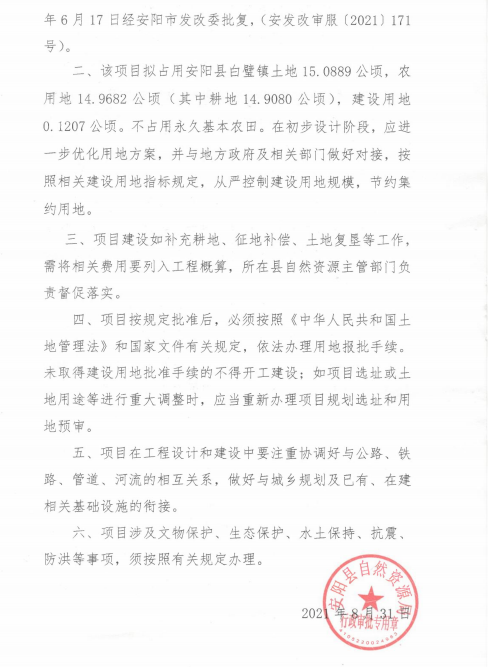 年6月17日经安阳市发改委批复，（安发改审服〔2021〕171
号）。
二、该项目拟占用安阳县白璧镇土地15.0889公顷，农
用地14.9682公顷（其中耕地14.9080公顷），建设用地
0.1207公顷。不占用永久基本农田。在初步设计阶段，应进
一步优化用地方案，并与地方政府及相关部门做好对接，按
照相关建设用地指标规定，从严控制建设用地规模，节约集
约用地。
三、项目建设如补充耕地、征地补偿、土地复垦等工作，
需将相关费用要列入工程概算，所在县自然资源主管部门负
责督促落实。
四、项目按规定批准后，必须按照《中华人民共和国土
地管理法》和国家文件有关规定，依法办理用地报批手续。
未取得建设用地批准手续的不得开工建设；如项目选址或土
地用途等进行重大调整时，应当重新办理项目规划选址和用
地预审。
五、项目在工程设计和建设中要注重协调好与公路、铁
路、管道、河流的相互关系，做好与城乡规划及已有、在建
相关基础设施的衔接。
六、项目涉及文物保护、生态保护、水土保持、抗震、
防洪等事项，须按照有关规定办理。
安阳县自然资源局
2021年8月31日
行政审批专用章